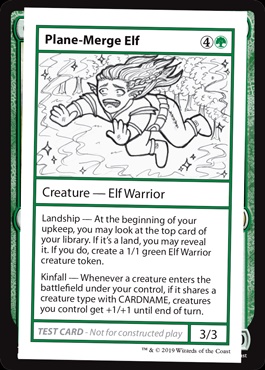 Plane-Merge Elf 4
Creature — Elf Warrior
Landship — At the beginning of your
upkeep, you may look at the top card of
your library. If it's a land, you may reveal
it. If you do, create a 1/1 green Elf Warrior
creature token.
Kinfall — Whenever a creature enters the
battlefield under your control, if it shares
a creature type with CARDNAME, creatures
you control get +1/+1 until end of turn.
TEST CARD - Not for constructed play 3/3
™ & © 2019 Wizards of the Coast